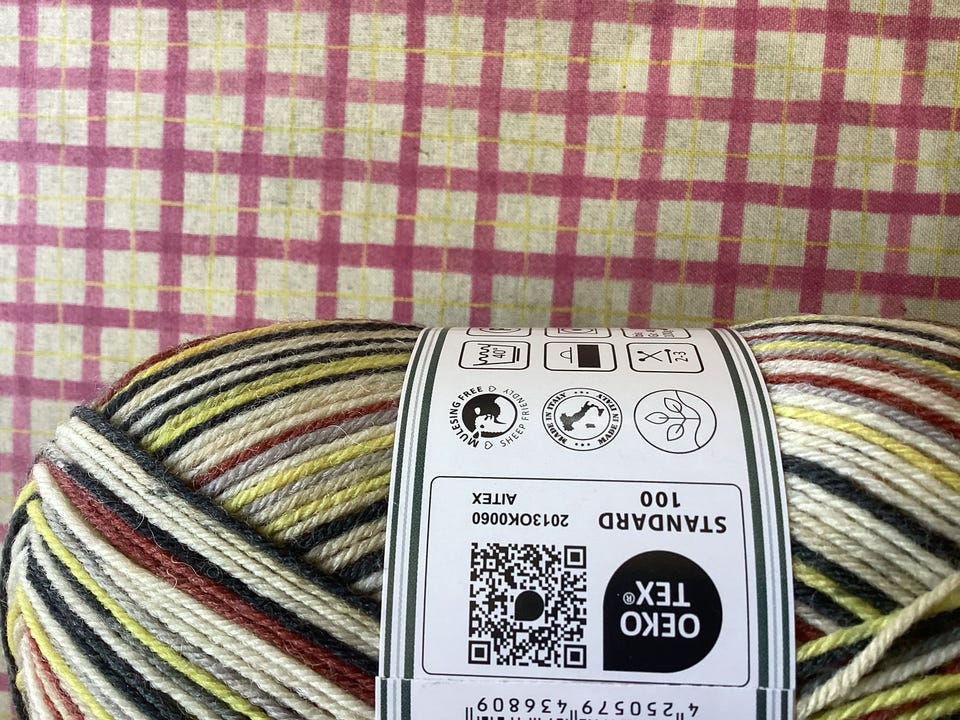 4 250579 436809
OEKO
TEX®
STANDARD
100
2013OK0060
AITEX
MADE IN ITALY
MADE IN ITALY
MULESING FREE
SHEEP FRIENDLY
2-3
40°